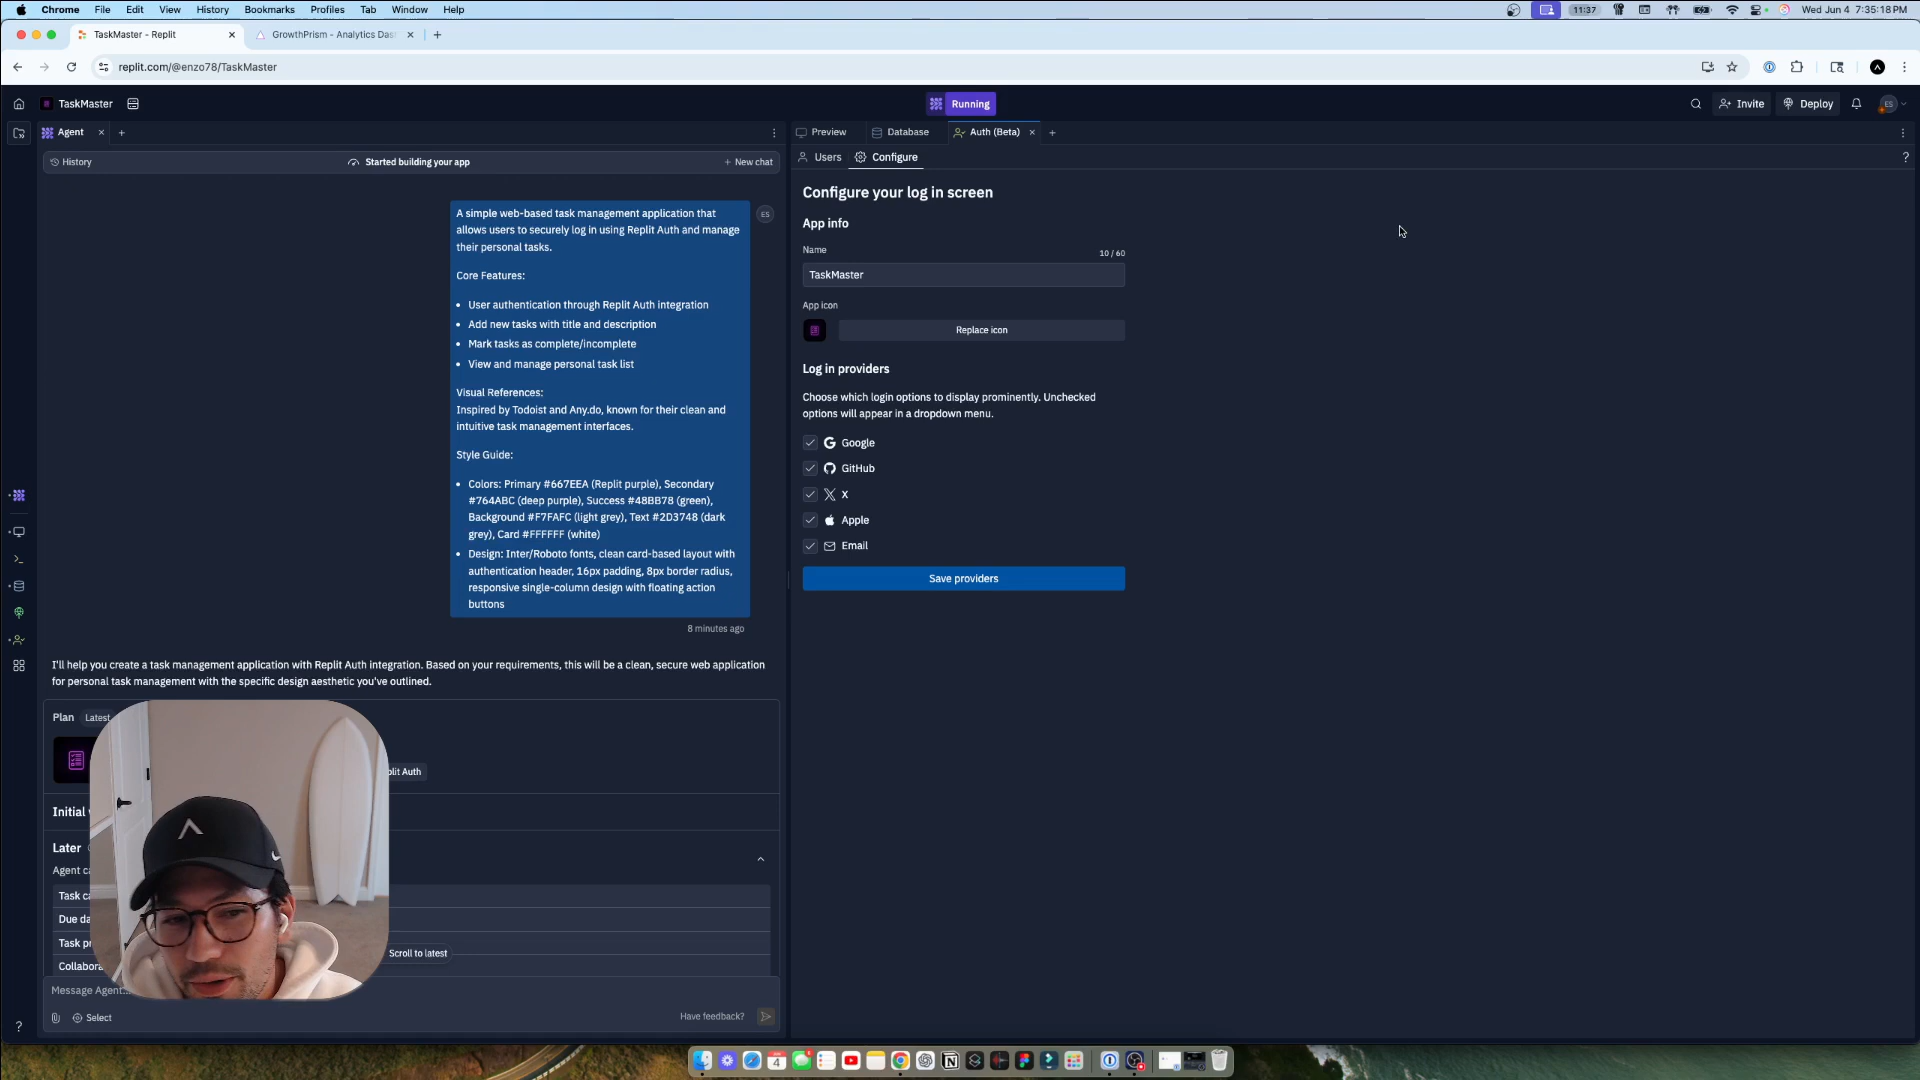 Chrome File Edit View History Bookmarks Profiles Tab Window Help
11:37
Wed Jun 4 7:35:18 PM
TaskMaster - Replit
GrowthPrism - Analytics Das
replit.com/@enzo78/TaskMaster
TaskMaster
Running
Invite
Deploy
ES
Agent
Preview
Database
Auth (Beta)
History
Started building your app
New chat
Users
Configure
?
A simple web-based task management application that
allows users to securely log in using Replit Auth and manage
their personal tasks.
ES
Core Features:
• User authentication through Replit Auth integration
• Add new tasks with title and description
• Mark tasks as complete/incomplete
• View and manage personal task list
Visual References:
Inspired by Todoist and Any.do, known for their clean and
intuitive task management interfaces.
Style Guide:
• Colors: Primary #667EEA (Replit purple), Secondary
#764ABC (deep purple), Success #48BB78 (green),
Background #F7FAFC (light grey), Text #2D3748 (dark
grey), Card #FFFFFF (white)
• Design: Inter/Roboto fonts, clean card-based layout with
authentication header, 16px padding, 8px border radius,
responsive single-column design with floating action
buttons
8 minutes ago
I'll help you create a task management application with Replit Auth integration. Based on your requirements, this will be a clean, secure web application
for personal task management with the specific design aesthetic you've outlined.
Plan Latest
plit Auth
Initial
Later
Agent
Task
Due
Task
Scroll to latest
Message Agent...
Select
Have feedback?
?
Configure your log in screen
App info
Name
10 / 60
TaskMaster
App icon
Replace icon
Log in providers
Choose which login options to display prominently. Unchecked
options will appear in a dropdown menu.
Google
GitHub
X
Apple
Email
Save providers